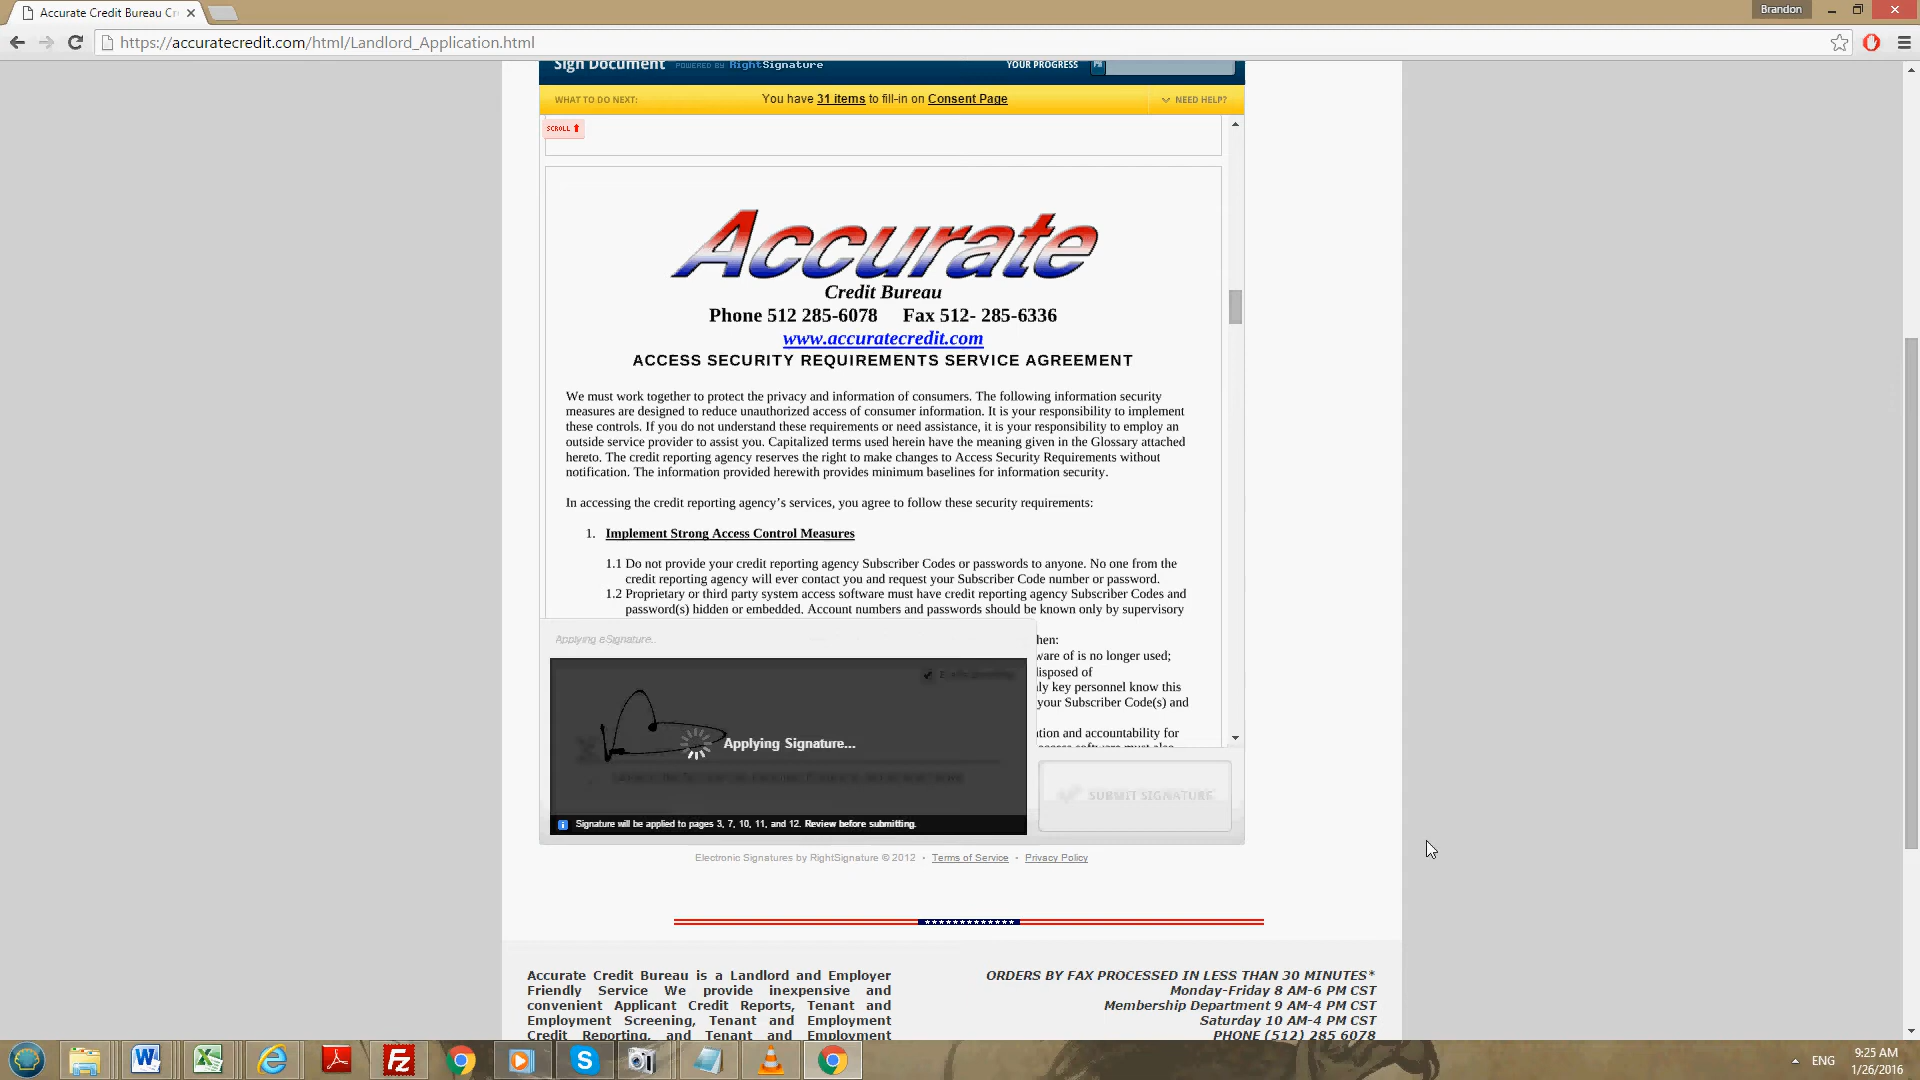 Accurate Credit Bureau Cr
Brandon
https://accuratecredit.com/html/Landlord_Application.html
Sign Document POWERED BY RightSignature YOUR PROGRESS
WHAT TO DO NEXT: You have 31 items to fill-in on Consent Page NEED HELP?
SCROLL
Accurate
Credit Bureau
Phone 512 285-6078 Fax 512- 285-6336
www.accuratecredit.com
ACCESS SECURITY REQUIREMENTS SERVICE AGREEMENT
We must work together to protect the privacy and information of consumers. The following information security
measures are designed to reduce unauthorized access of consumer information. It is your responsibility to implement
these controls. If you do not understand these requirements or need assistance, it is your responsibility to employ an
outside service provider to assist you. Capitalized terms used herein have the meaning given in the Glossary attached
hereto. The credit reporting agency reserves the right to make changes to Access Security Requirements without
notification. The information provided herewith provides minimum baselines for information security.
In accessing the credit reporting agency's services, you agree to follow these security requirements:
1. Implement Strong Access Control Measures
1.1 Do not provide your credit reporting agency Subscriber Codes or passwords to anyone. No one from the
credit reporting agency will ever contact you and request your Subscriber Code number or password.
1.2 Proprietary or third party system access software must have credit reporting agency Subscriber Codes and
password(s) hidden or embedded. Account numbers and passwords should be known only by supervisory
hen:
ware of is no longer used;
disposed of
ly key personnel know this
your Subscriber Code(s) and
tion and accountability for
Applying eSignature..
Applying Signature...
Signature will be applied to pages 3, 7, 10, 11, and 12. Review before submitting.
SUBMIT SIGNATURE
Electronic Signatures by RightSignature © 2012 • Terms of Service • Privacy Policy
Accurate Credit Bureau is a Landlord and Employer
Friendly Service We provide inexpensive and
convenient Applicant Credit Reports, Tenant and
Employment Screening, Tenant and Employment
Credit Reporting, and Tenant and Employment
ORDERS BY FAX PROCESSED IN LESS THAN 30 MINUTES*
Monday-Friday 8 AM-6 PM CST
Membership Department 9 AM-4 PM CST
Saturday 10 AM-4 PM CST
PHONE (512) 285 6078
ENG
9:25 AM
1/26/2016